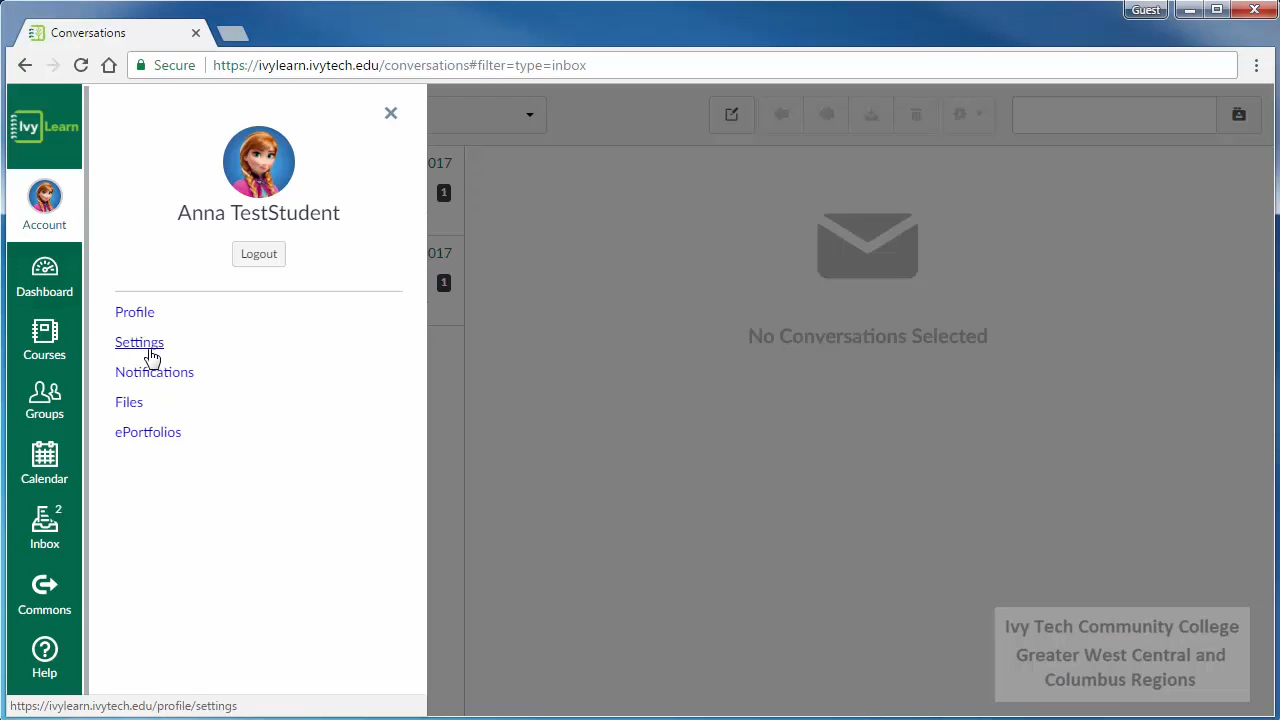 Guest
Conversations
Secure
https://ivylearn.ivytech.edu/conversations#filter=type=inbox
Ivy Learn
Account
Dashboard
Courses
Groups
Calendar
2
Inbox
Commons
Help
Anna TestStudent
Logout
Profile
Settings
Notifications
Files
ePortfolios
017
1
017
1
No Conversations Selected
Ivy Tech Community College
Greater West Central and
Columbus Regions
https://ivylearn.ivytech.edu/profile/settings